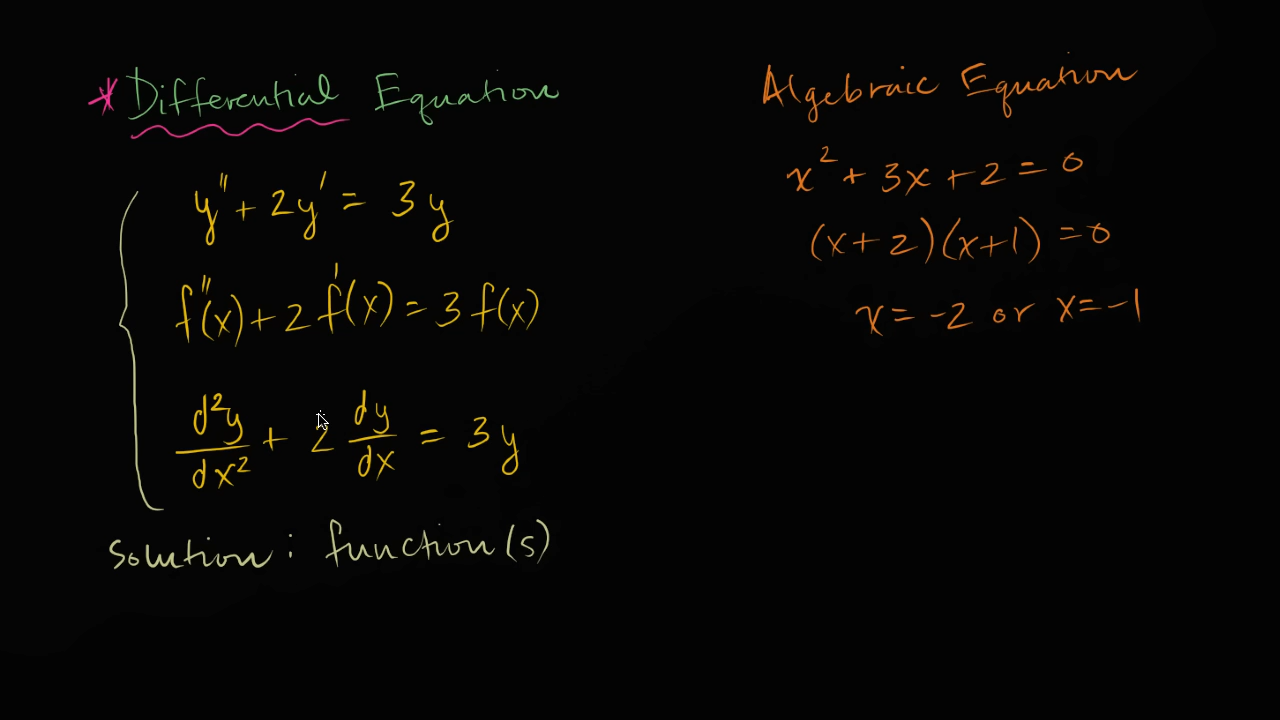 * Differential Equation
y'' + 2y' = 3y
f''(x) + 2f'(x) = 3f(x)
d²y/dx² + 2 dy/dx = 3y
Solution: function(s)
Algebraic Equation
x² + 3x + 2 = 0
(x+2)(x+1) = 0
x = -2 or x = -1